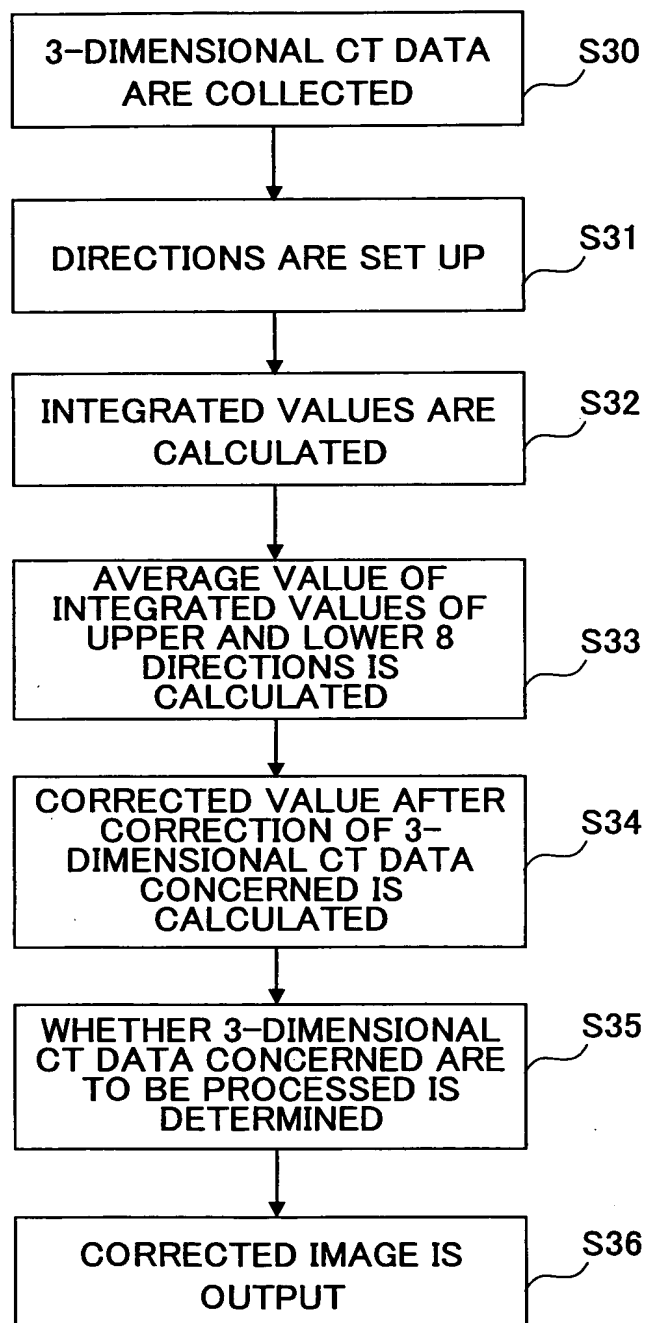 3-DIMENSIONAL CT DATA
ARE COLLECTED
S30
DIRECTIONS ARE SET UP
S31
INTEGRATED VALUES ARE
CALCULATED
S32
AVERAGE VALUE OF
INTEGRATED VALUES OF
UPPER AND LOWER 8
DIRECTIONS IS
CALCULATED
S33
CORRECTED VALUE AFTER
CORRECTION OF 3-
DIMENSIONAL CT DATA
CONCERNED IS
CALCULATED
S34
WHETHER 3-DIMENSIONAL
CT DATA CONCERNED ARE
TO BE PROCESSED IS
DETERMINED
S35
CORRECTED IMAGE IS
OUTPUT
S36